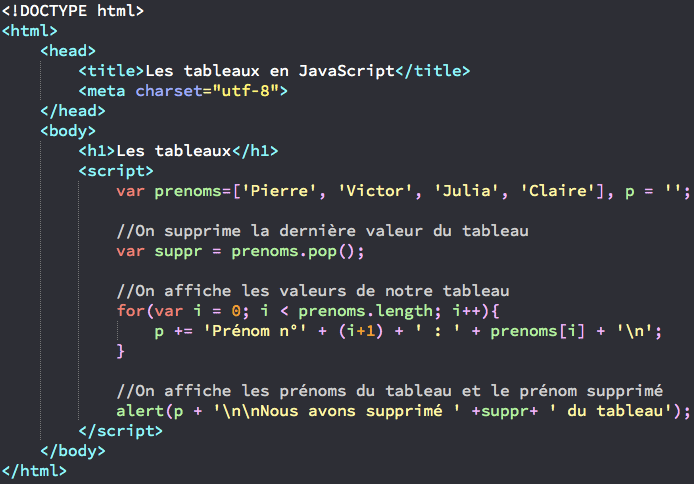 <!DOCTYPE html>
<html>
    <head>
        <title>Les tableaux en JavaScript</title>
        <meta charset="utf-8">
    </head>
    <body>
        <h1>Les tableaux</h1>
        <script>
            var prenoms=['Pierre', 'Victor', 'Julia', 'Claire'], p = '';

            //On supprime la dernière valeur du tableau
            var suppr = prenoms.pop();

            //On affiche les valeurs de notre tableau
            for(var i = 0; i < prenoms.length; i++){
                p += 'Prénom n°' + (i+1) + ' : ' + prenoms[i] + '\n';
            }

            //On affiche les prénoms du tableau et le prénom supprimé
            alert(p + '\n\nNous avons supprimé ' +suppr+ ' du tableau');
        </script>
    </body>
</html>